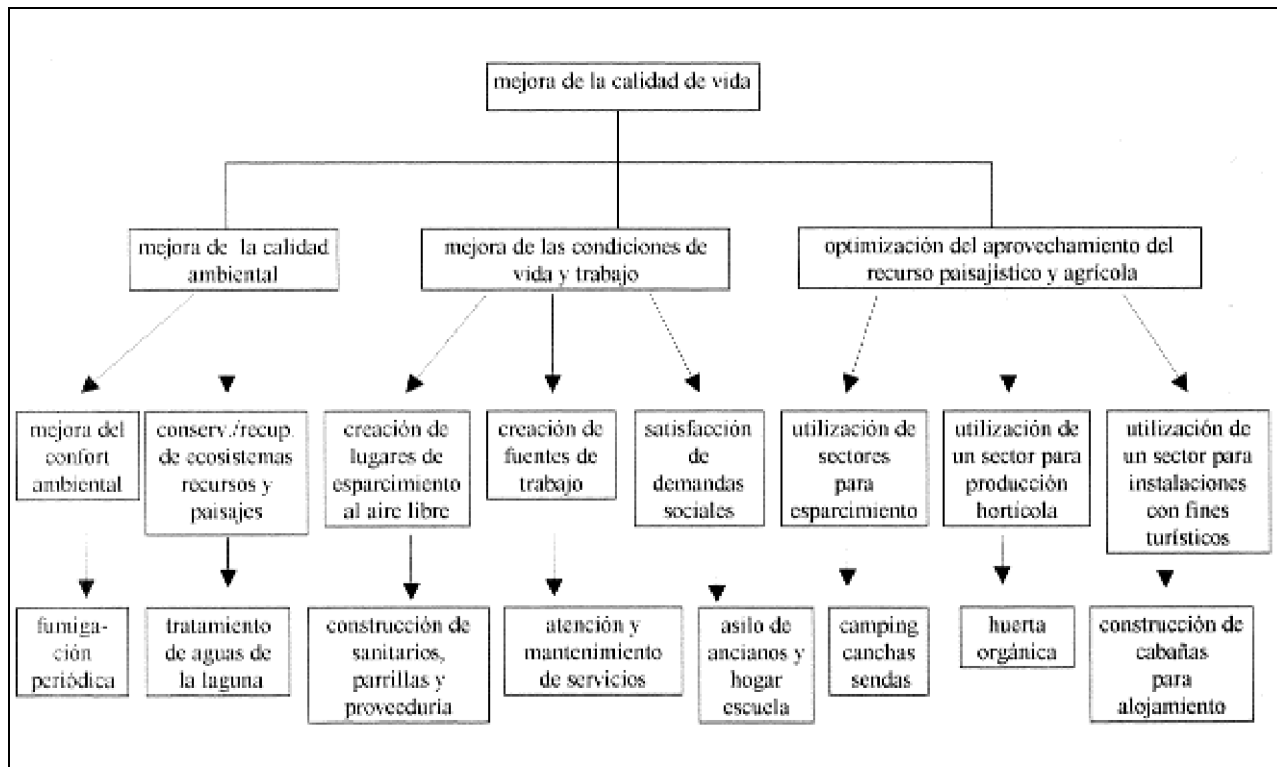 mejora de la calidad de vida
mejora de la calidad
ambiental
mejora de las condiciones de
vida y trabajo
optimización del aprovechamiento del
recurso paisajístico y agrícola
mejora del
confort
ambiental
conserv./recup.
de ecosistemas
recursos y
paisajes
creación de
lugares de
esparcimiento
al aire libre
creación de
fuentes de
trabajo
satisfacción
de
demandas
sociales
utilización de
sectores
para
esparcimiento
utilización de
un sector para
producción
hortícola
utilización de
un sector para
instalaciones
con fines
turísticos
fumiga-
ción
periódica
tratamiento
de aguas de
la laguna
construcción de
sanitarios,
parrillas y
proveeduría
atención y
mantenimiento
de servicios
asilo de
ancianos y
hogar
escuela
camping
canchas
sendas
huerta
orgánica
construcción de
cabañas
para
alojamiento